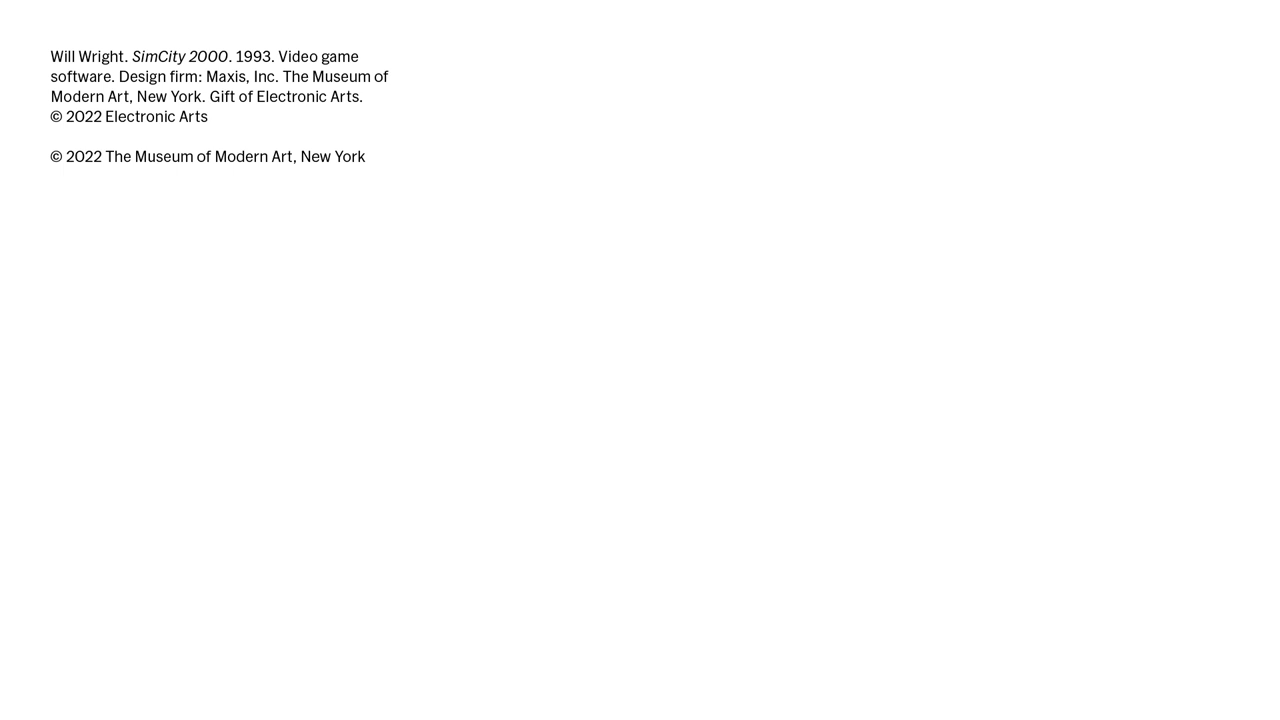 Will Wright. SimCity 2000. 1993. Video game
software. Design firm: Maxis, Inc. The Museum of
Modern Art, New York. Gift of Electronic Arts.
© 2022 Electronic Arts
© 2022 The Museum of Modern Art, New York